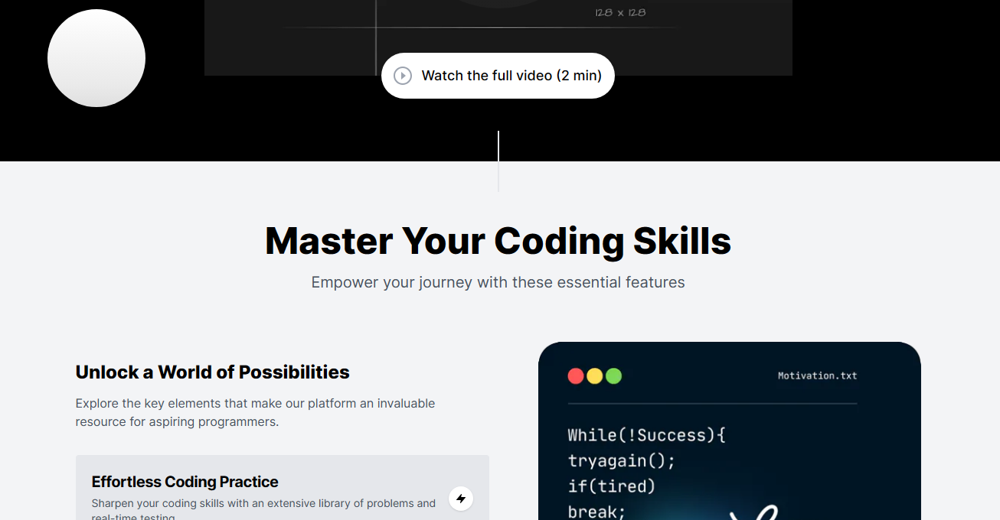 128 x 128
Watch the full video (2 min)
Master Your Coding Skills
Empower your journey with these essential features
Unlock a World of Possibilities
Explore the key elements that make our platform an invaluable
resource for aspiring programmers.
Effortless Coding Practice
Sharpen your coding skills with an extensive library of problems and
real-time testing
Motivation.txt
While(!Success){
tryagain();
if(tired)
break;